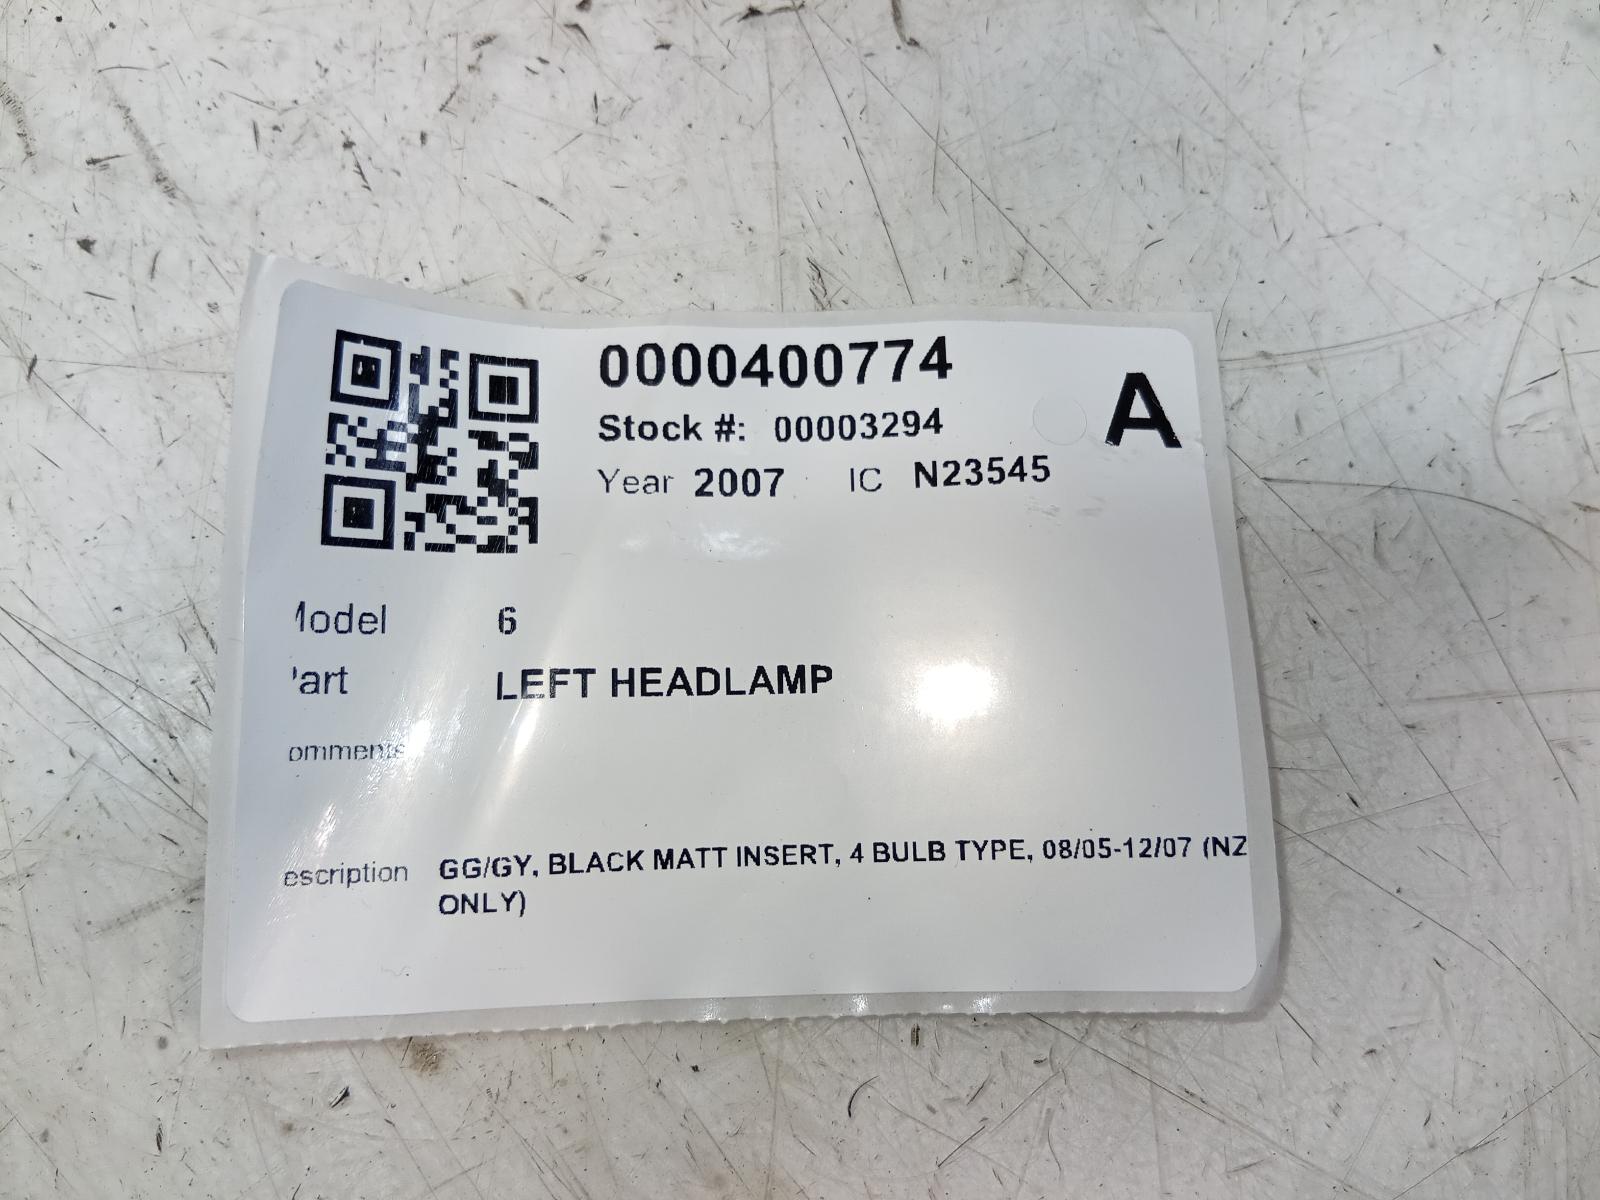 0000400774
A
Stock #: 00003294
Year 2007 IC N23545
Model 6
Part LEFT HEADLAMP
omments
escription GG/GY, BLACK MATT INSERT, 4 BULB TYPE, 08/05-12/07 (NZ
ONLY)